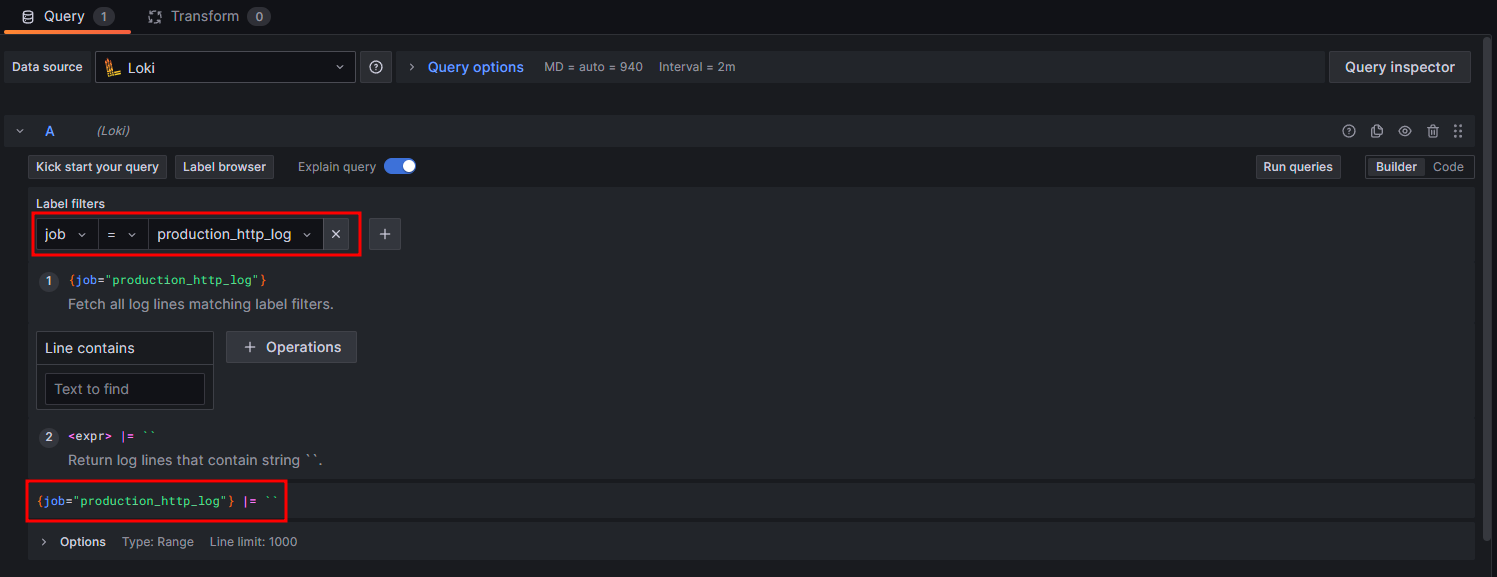 Query 1 Transform 0
Data source Loki Query options MD = auto = 940 Interval = 2m Query inspector
A (Loki)
Kick start your query Label browser Explain query Run queries Builder Code
Label filters
job = production_http_log
1 {job="production_http_log"}
Fetch all log lines matching label filters.
Line contains + Operations
Text to find
2 <expr> |= ``
Return log lines that contain string ``.
{job="production_http_log"} |= ``
Options Type: Range Line limit: 1000